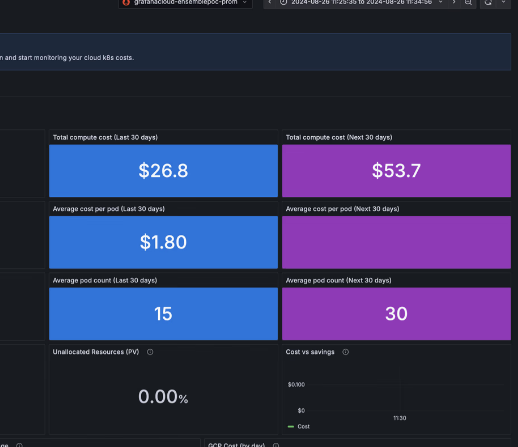 grafanacloud-ensemblepoc-prom
2024-08-26 11:25:35 to 2024-08-26 11:34:56
n and start monitoring your cloud k8s costs.
Total compute cost (Last 30 days)
Total compute cost (Next 30 days)
$26.8
$53.7
Average cost per pod (Last 30 days)
Average cost per pod (Next 30 days)
$1.80
Average pod count (Last 30 days)
Average pod count (Next 30 days)
15
30
Unallocated Resources (PV)
Cost vs savings
0.00%
$0.100
$0
11:30
Cost
ge
GCP Cost (by day)